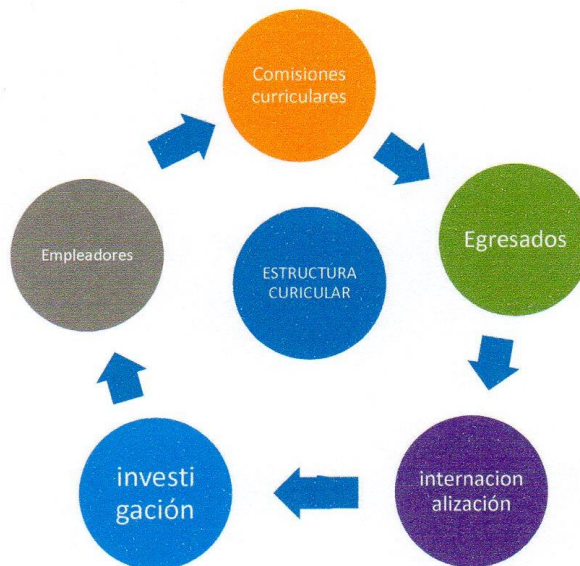 Comisiones
curriculares
Egresados
Empleadores
ESTRUCTURA
CURICULAR
investi
gación
internacion
alización